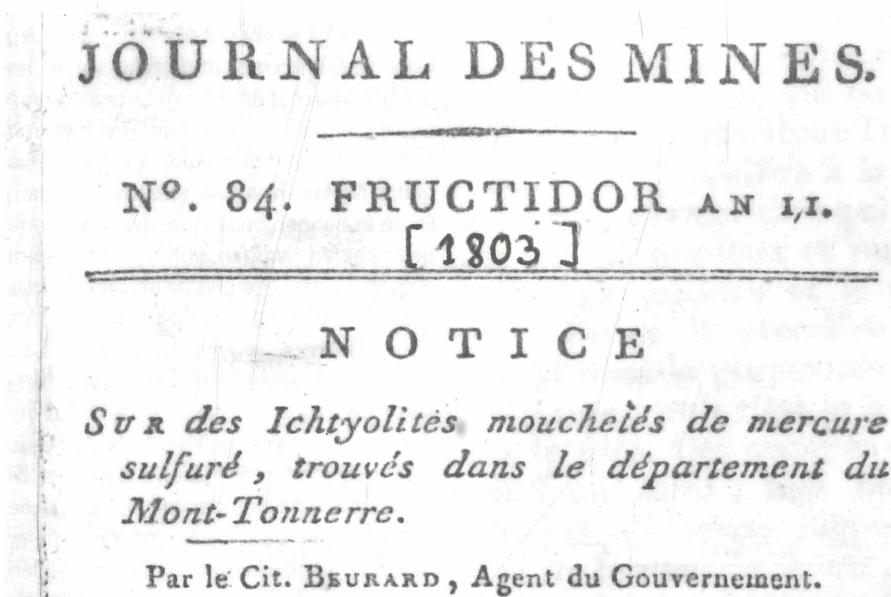 JOURNAL DES MINES.
Nº. 84. FRUCTIDOR AN 11.
[1803]
NOTICE
SUR des Ichtyolites mouchetés de mercure
sulfuré, trouvés dans le département du
Mont-Tonnerre.
Par le Cit. BEURARD, Agent du Gouvernement.